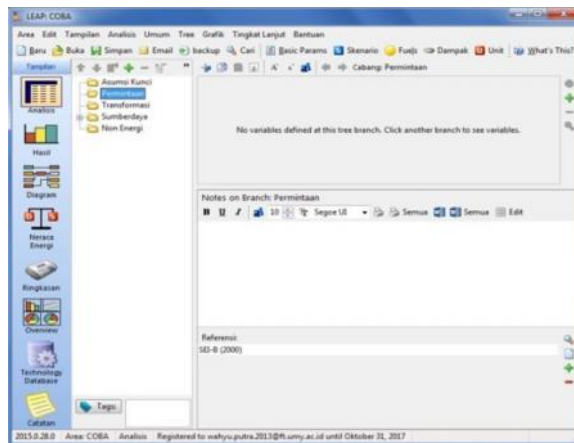 LEAP: COBA
Area Edit Tampilan Analisis Umum Tree Grafik Tingkat Lanjut Bantuan
Baru Buka Simpan Email backup Cari Basic Params Skenario Fuels Dampak Unit What's This?
Tampilan
Cabang: Permintaan
Asumsi Kunci
Permintaan
Transformasi
Sumberdaya
Non Energi
Analisis
Hasil
Diagram
Neraca
Energi
Ringkasan
Overview
Technology
Database
Catatan
No variables defined at this tree branch. Click another branch to see variables.
Notes on Branch: Permintaan
B U I 10 Segoe UI Semua Semua Edit
Referensi
SEI-B (2000)
Tags
2015.0.28.0 Area: COBA Analisis Registered to wahyu.putra.2013@ft.umy.ac.id until Oktober 31, 2017